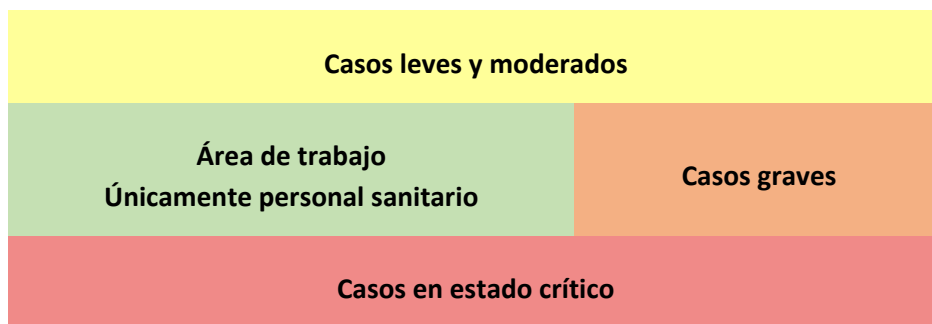 Casos leves y moderados
Área de trabajo
Únicamente personal sanitario
Casos graves
Casos en estado crítico